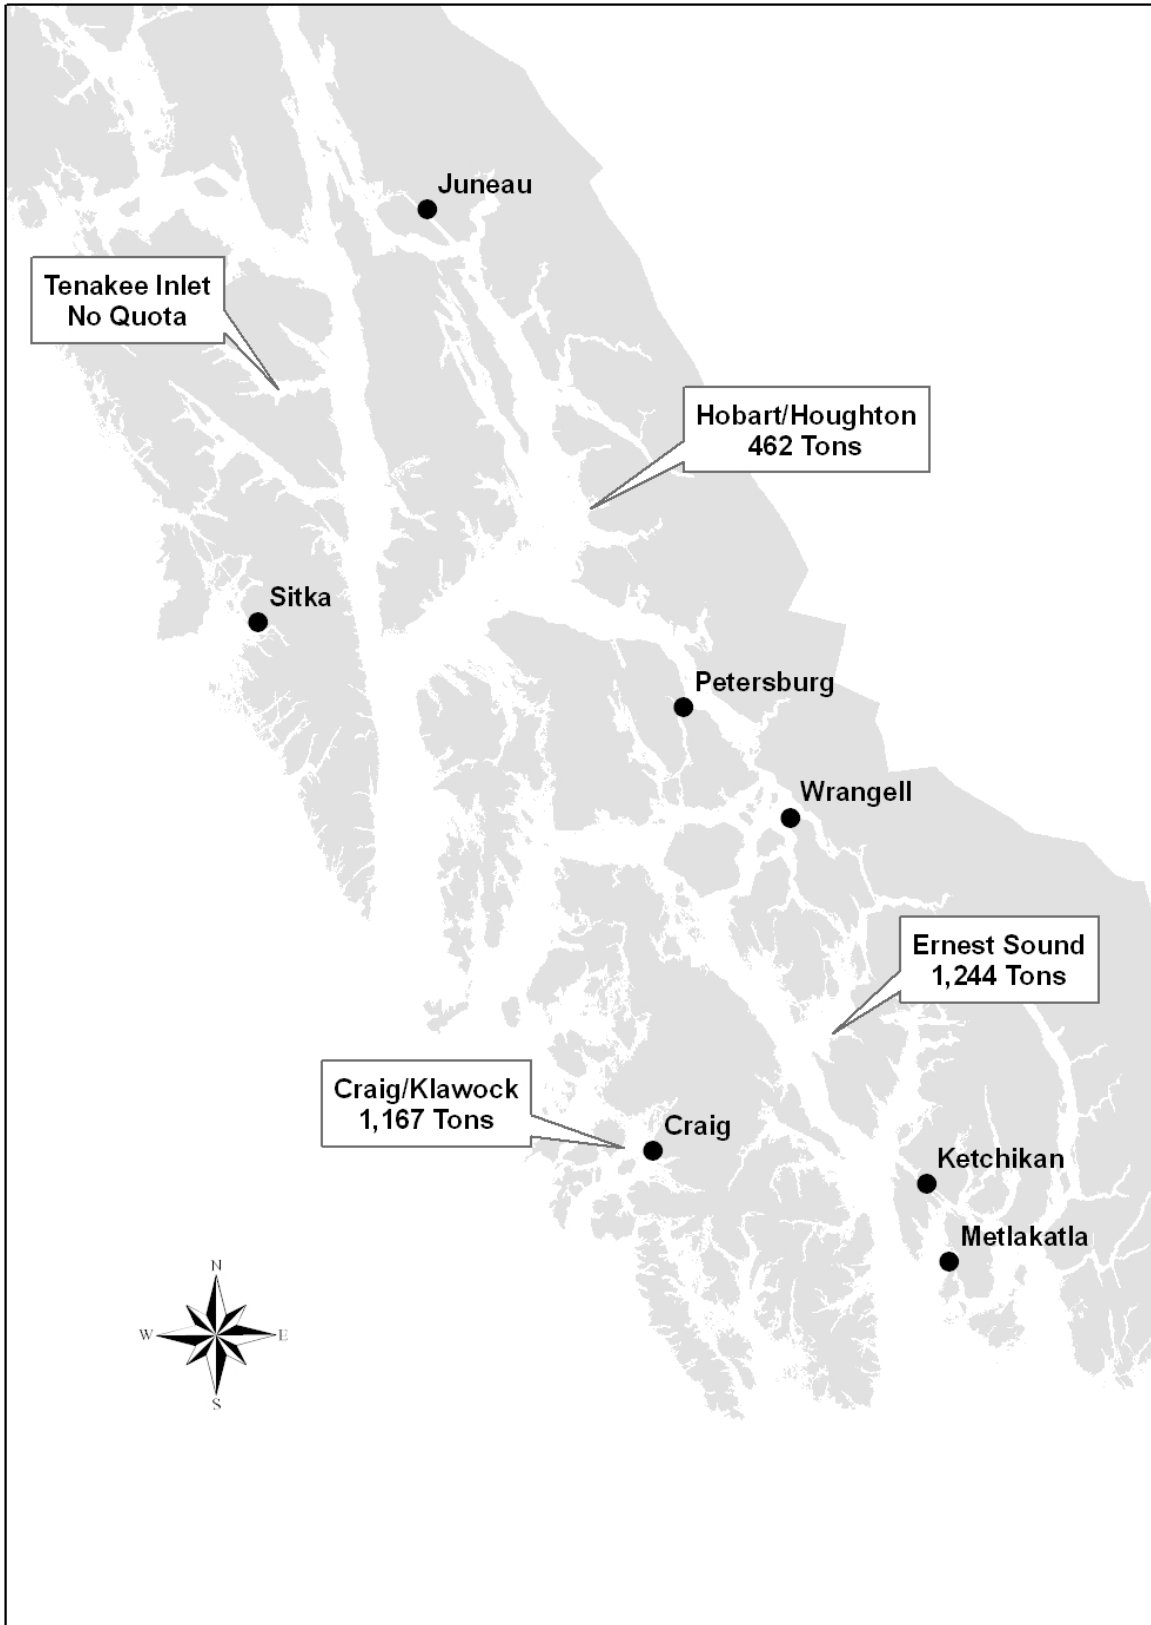 Juneau
Tenakee Inlet
No Quota
Hobart/Houghton
462 Tons
Sitka
Petersburg
Wrangell
Ernest Sound
1,244 Tons
Craig/Klawock
1,167 Tons
Craig
Ketchikan
Metlakatla
N
W
E
S